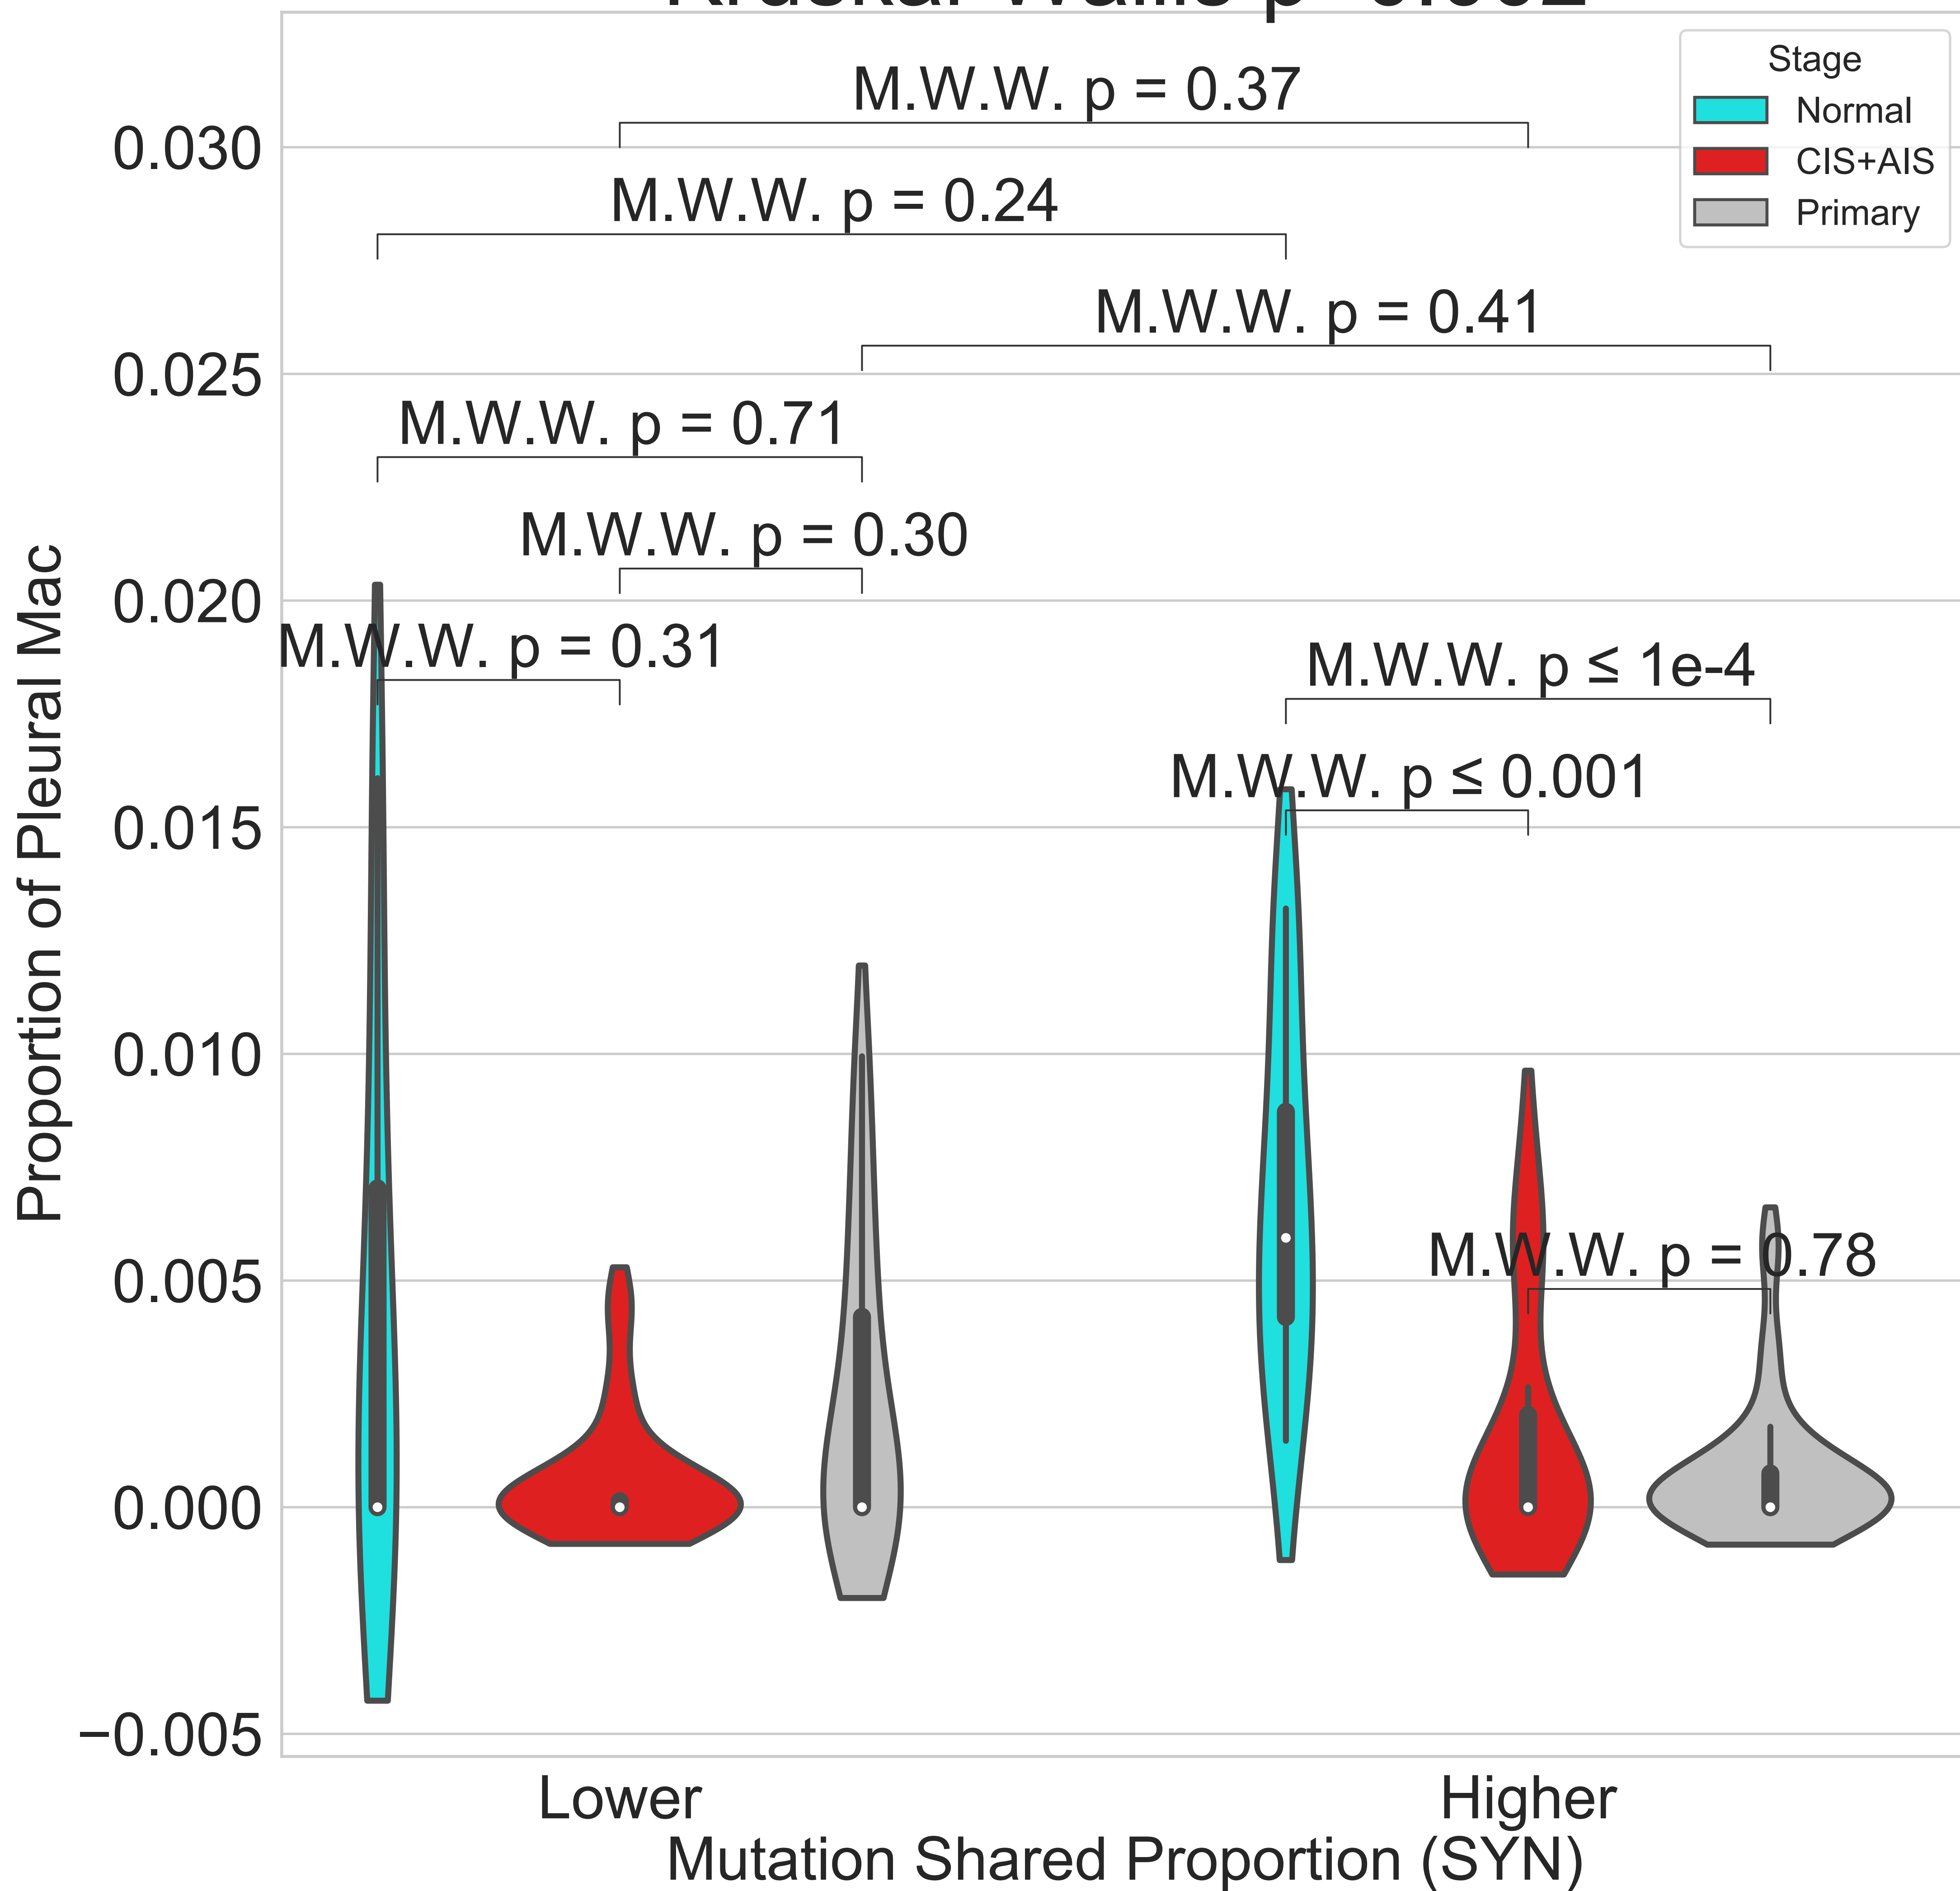 Stage
Normal
CIS+AIS
Primary
M.W.W. p = 0.37
M.W.W. p = 0.24
M.W.W. p = 0.41
M.W.W. p = 0.71
M.W.W. p = 0.30
M.W.W. p = 0.31
M.W.W. p ≤ 1e-4
M.W.W. p ≤ 0.001
M.W.W. p = 0.78
0.030
0.025
0.020
0.015
0.010
0.005
0.000
−0.005
Proportion of Pleural Mac
Lower
Higher
Mutation Shared Proportion (SYN)